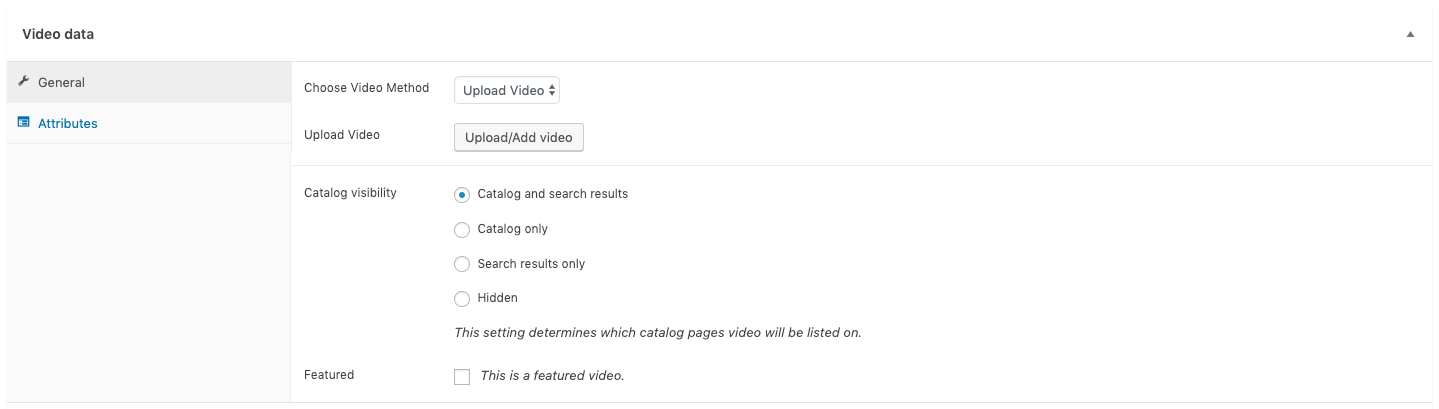 Video data
General
Attributes
Choose Video Method
Upload Video
Upload Video
Upload/Add video
Catalog visibility
Catalog and search results
Catalog only
Search results only
Hidden
This setting determines which catalog pages video will be listed on.
Featured
This is a featured video.